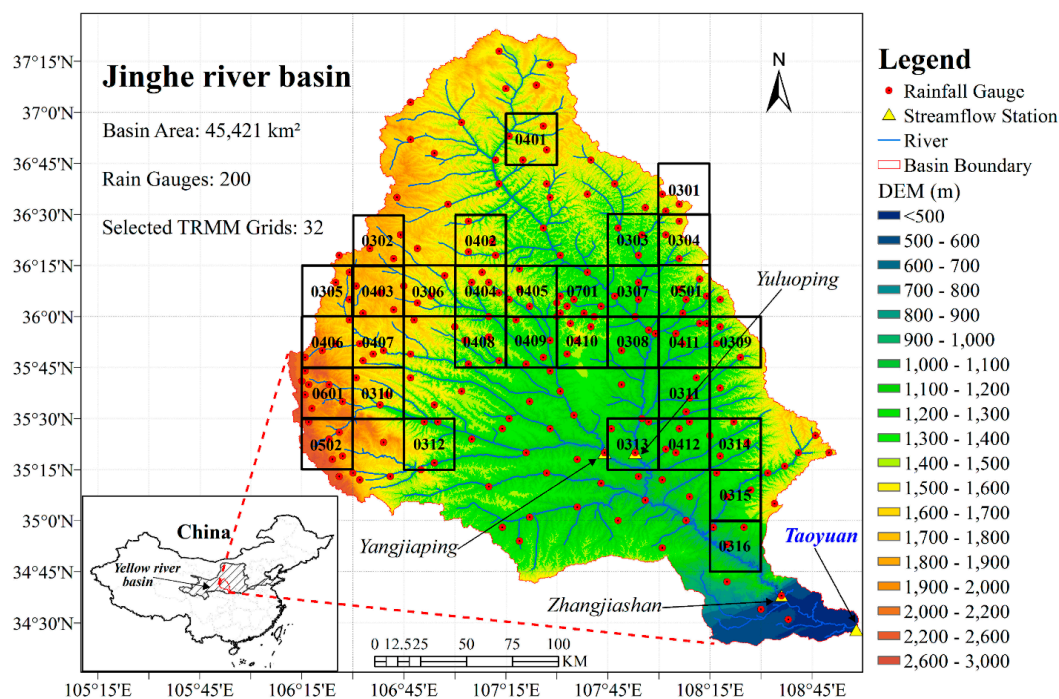 Jinghe river basin
Basin Area: 45,421 km²
Rain Gauges: 200
Selected TRMM Grids: 32
N
37°15'N
37°0'N
36°45'N
36°30'N
36°15'N
36°0'N
35°45'N
35°30'N
35°15'N
35°0'N
34°45'N
34°30'N
0401
0301
0302
0402
0303
0304
0305
0403
0306
0404
0405
0701
0307
0501
0406
0407
0408
0409
0410
0308
0411
0309
0601
0310
0311
0502
0312
0313
0412
0314
0315
0316
Yuluoping
Yangjiaping
Taoyuan
Zhangjiashan
China
Yellow river
basin
0 12.5 25 50 75 100
KM
105°15'E
105°45'E
106°15'E
106°45'E
107°15'E
107°45'E
108°15'E
108°45'E
Legend
Rainfall Gauge
Streamflow Station
River
Basin Boundary
DEM (m)
<500
500 - 600
600 - 700
700 - 800
800 - 900
900 - 1,000
1,000 - 1,100
1,100 - 1,200
1,200 - 1,300
1,300 - 1,400
1,400 - 1,500
1,500 - 1,600
1,600 - 1,700
1,700 - 1,800
1,800 - 1,900
1,900 - 2,000
2,000 - 2,200
2,200 - 2,600
2,600 - 3,000